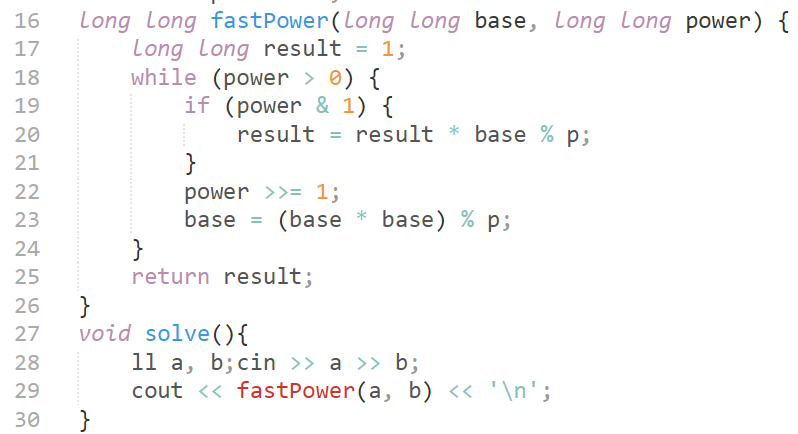 16 long long fastPower(long long base, long long power) {
17     long long result = 1;
18     while (power > 0) {
19         if (power & 1) {
20             result = result * base % p;
21         }
22         power >>= 1;
23         base = (base * base) % p;
24     }
25     return result;
26 }
27 void solve(){
28     ll a, b;cin >> a >> b;
29     cout << fastPower(a, b) << '\n';
30 }